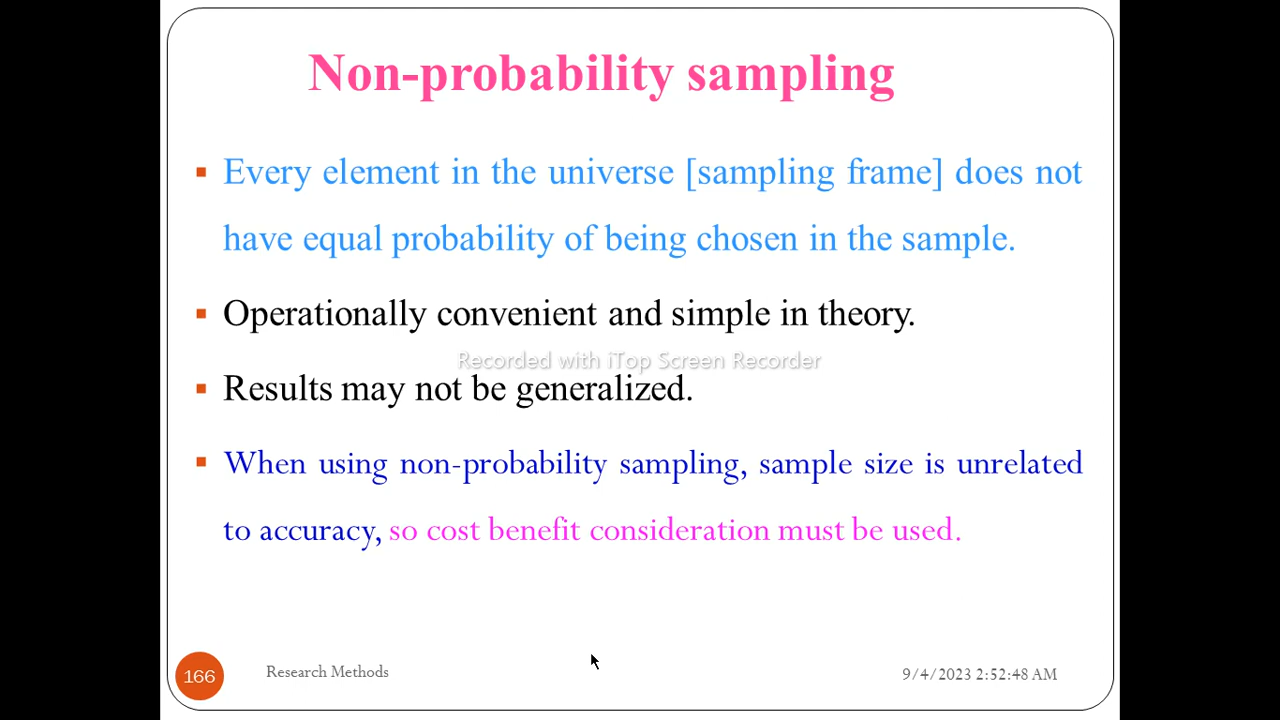 Non-probability sampling
Every element in the universe [sampling frame] does not
have equal probability of being chosen in the sample.
Operationally convenient and simple in theory.
Recorded with iTop Screen Recorder
Results may not be generalized.
When using non-probability sampling, sample size is unrelated
to accuracy, so cost benefit consideration must be used.
166
Research Methods
9/4/2023 2:52:48 AM